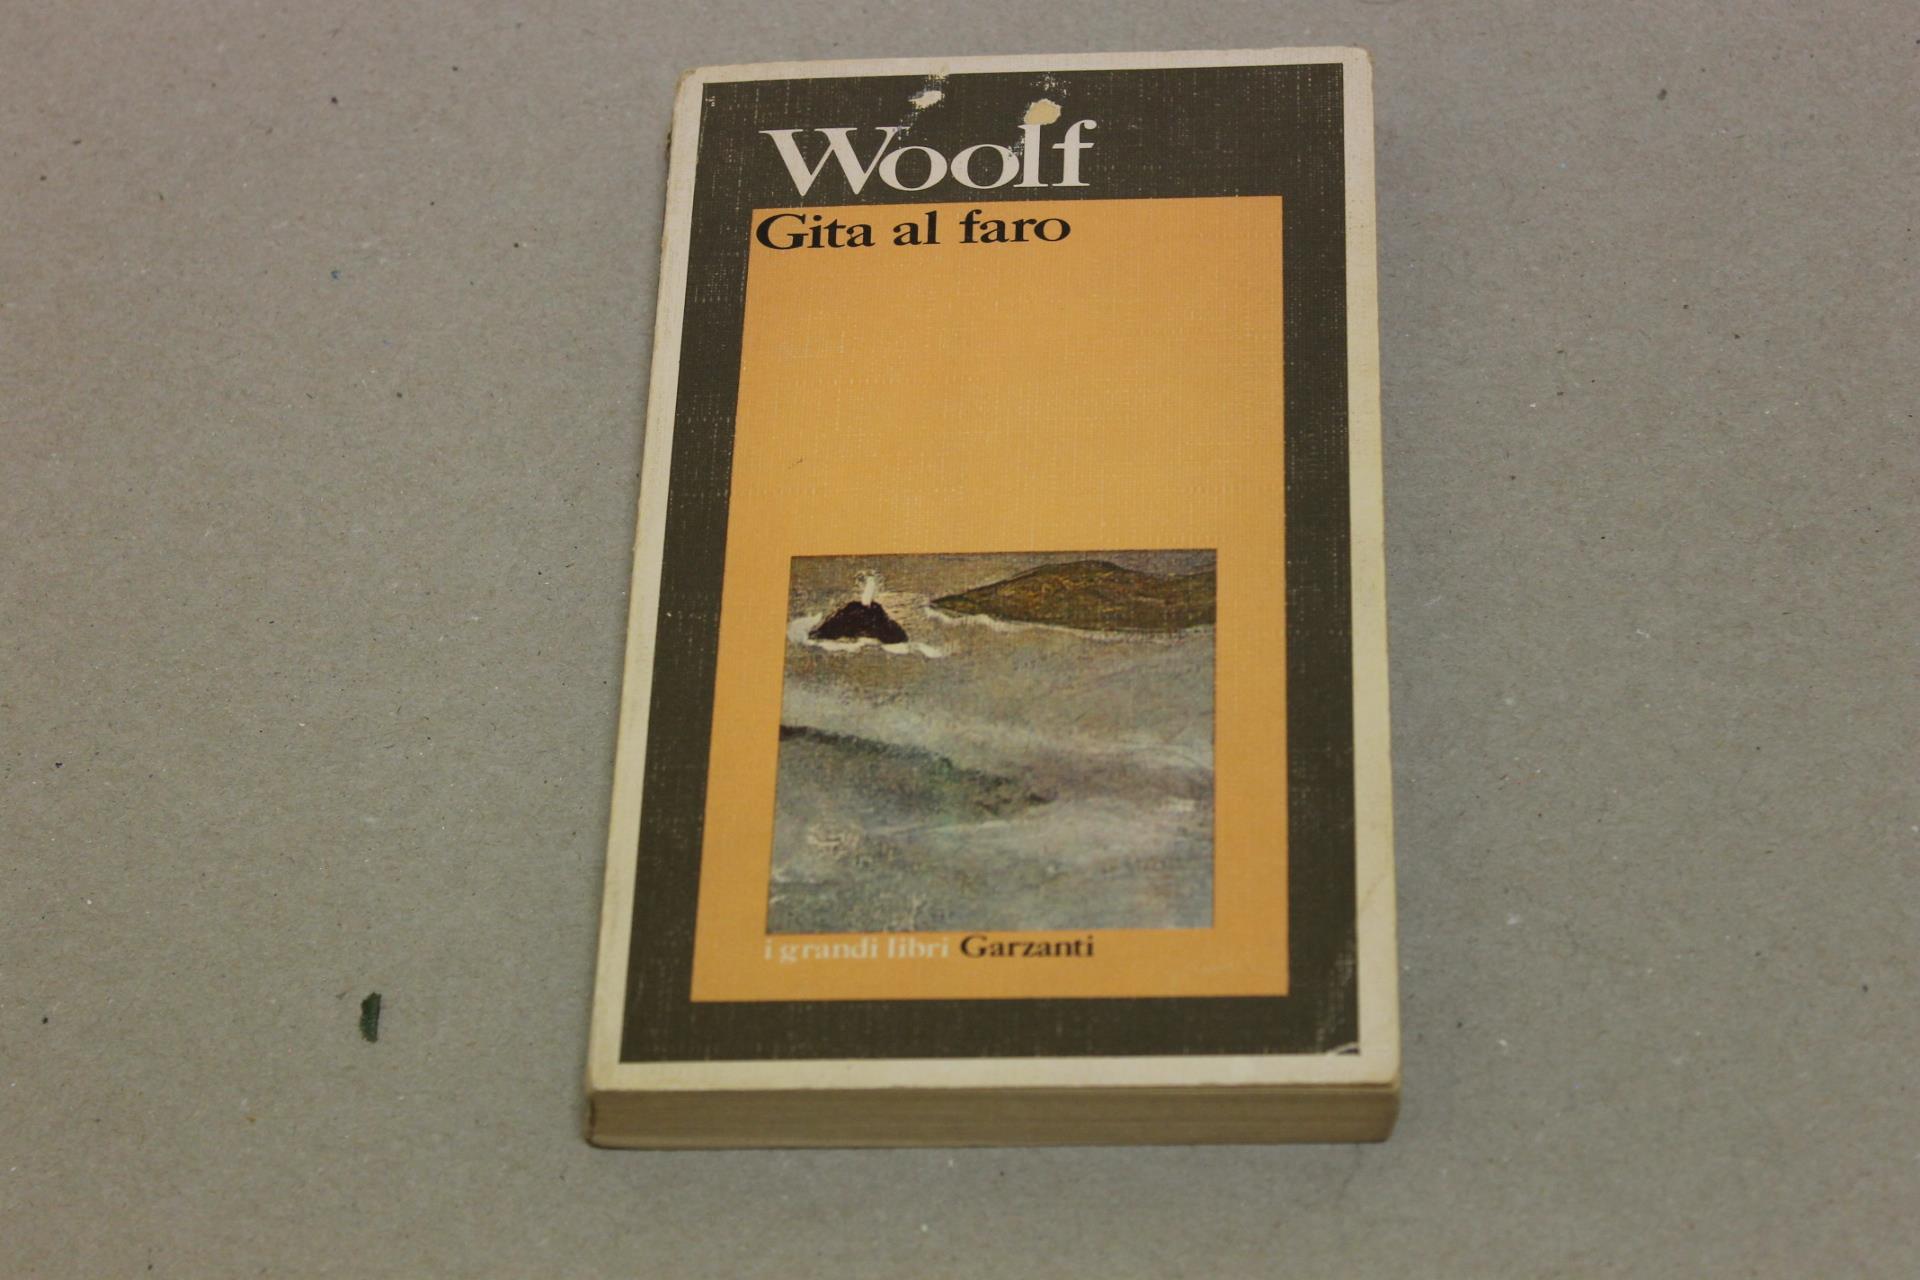 Woolf
Gita al faro
i grandi libri Garzanti